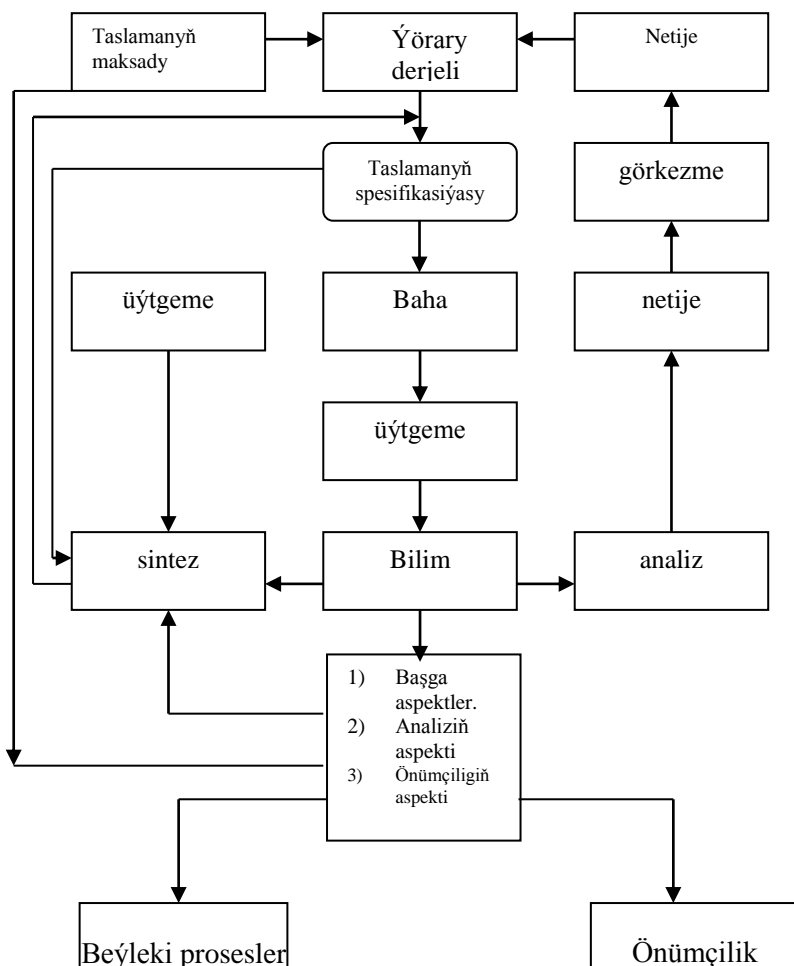 Taslamanyň
maksady
Ýörary
derjeli
Netije
Taslamanyň
spesifikasiýasy
görkezme
üýtgeme
Baha
netije
üýtgeme
sintez
Bilim
analiz
1) Başga
aspektler.
2) Analiziň
aspekti
3) Önümçiligiň
aspekti
Beýleki prosesler
Önümçilik